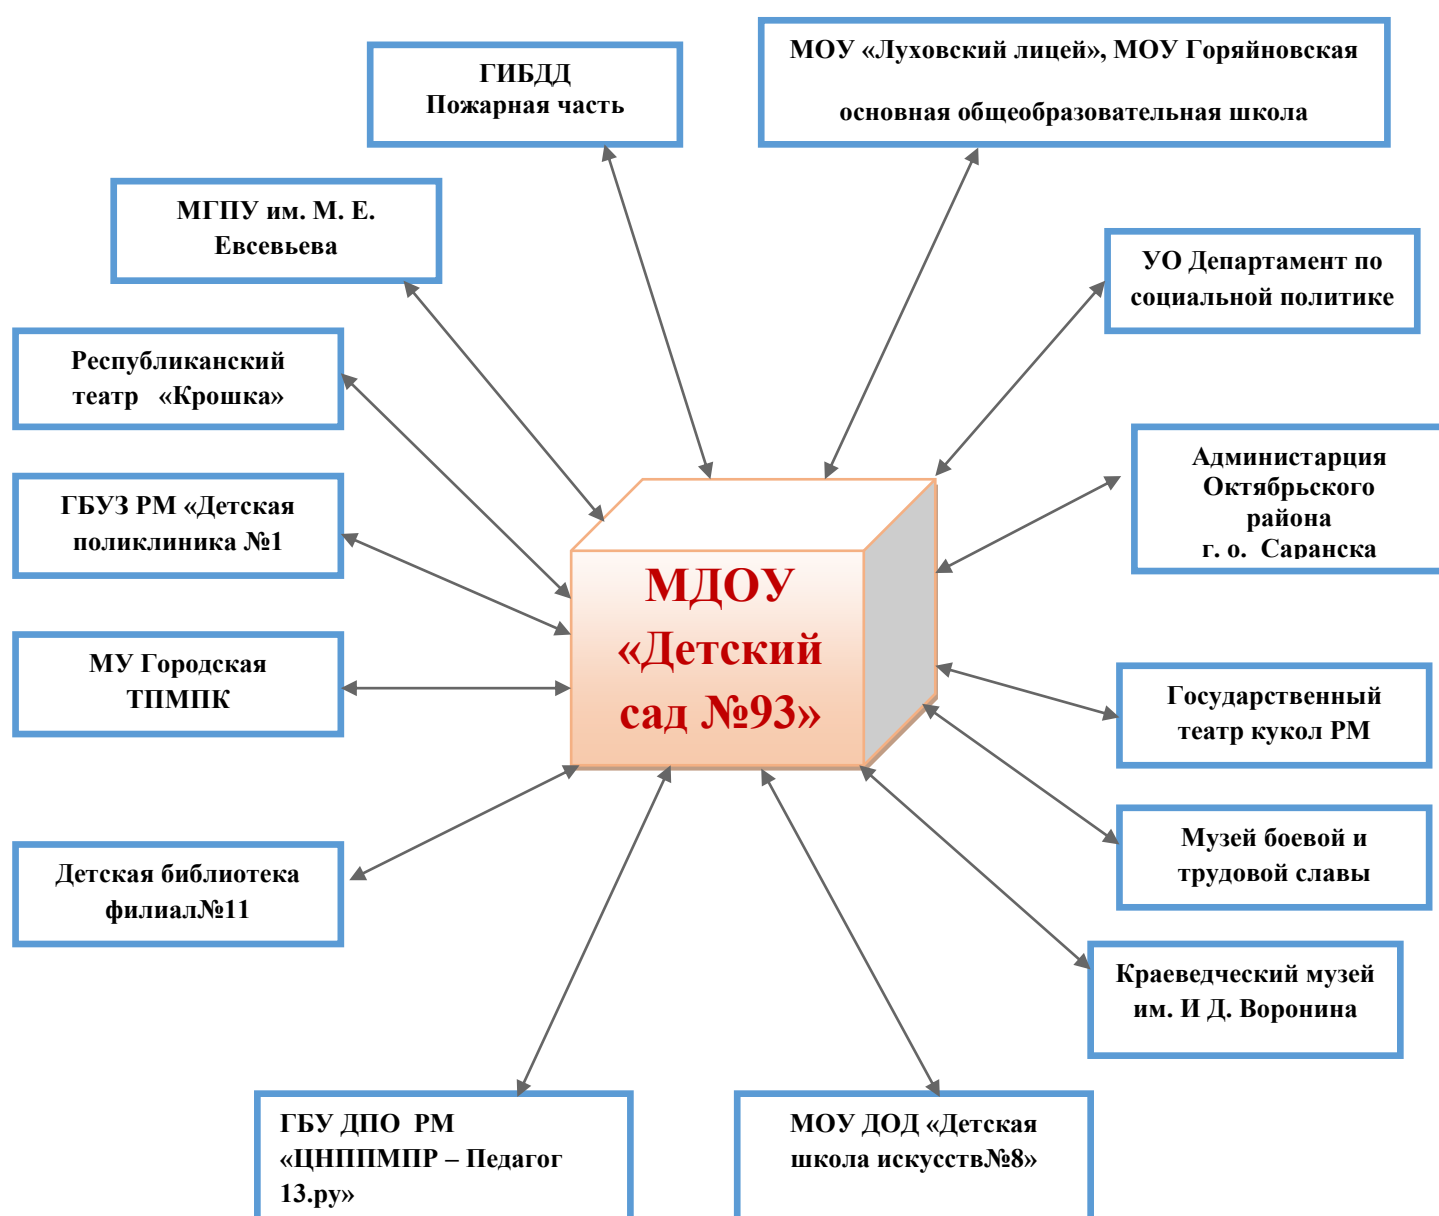 ГИБДД
Пожарная часть
МОУ «Луховский лицей», МОУ Горяйновская
основная общеобразовательная школа
МГПУ им. М. Е.
Евсевьева
УО Департамент по
социальной политике
Республиканский
театр «Крошка»
Администарция
Октябрьского
района
г. о. Саранска
ГБУЗ РМ «Детская
поликлиника №1
МДОУ
«Детский
сад №93»
МУ Городская
ТПМПК
Государственный
театр кукол РМ
Музей боевой и
трудовой славы
Детская библиотека
филиал№11
Краеведческий музей
им. И Д. Воронина
ГБУ ДПО РМ
«ЦНППМПР – Педагог
13.ру»
МОУ ДОД «Детская
школа искусств№8»